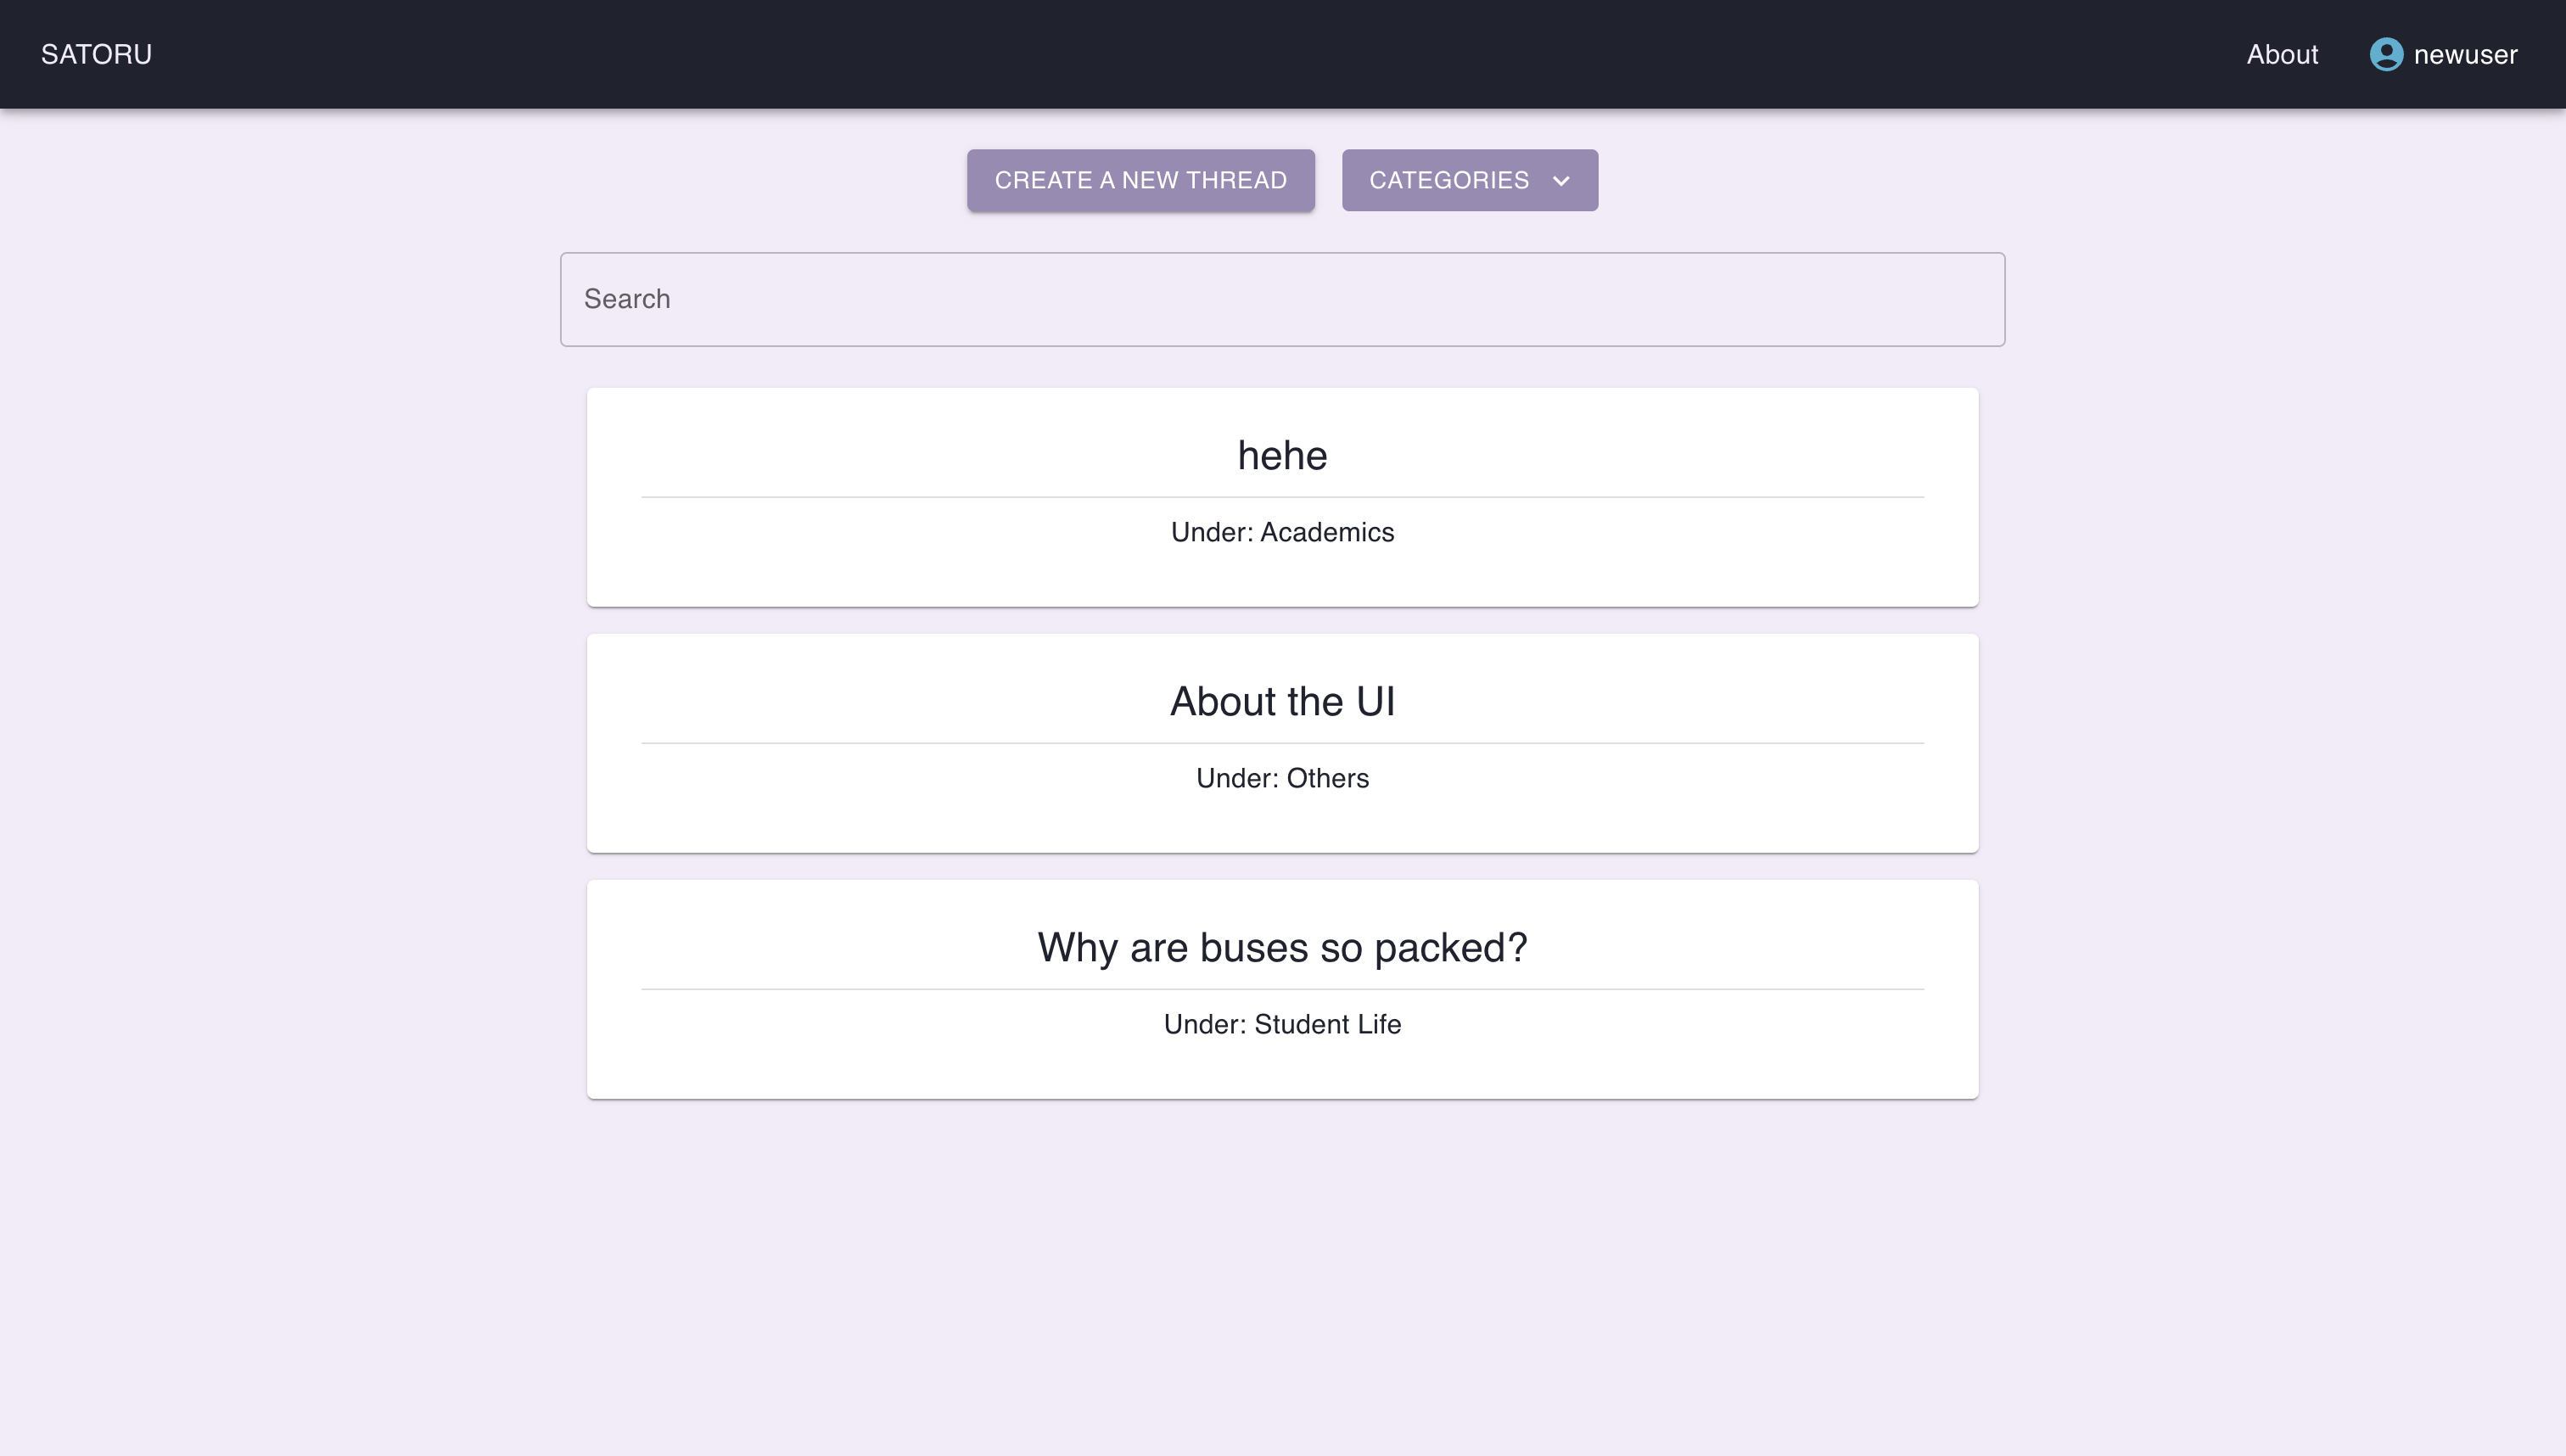 SATORU
About
newuser
CREATE A NEW THREAD
CATEGORIES
Search
hehe
Under: Academics
About the UI
Under: Others
Why are buses so packed?
Under: Student Life